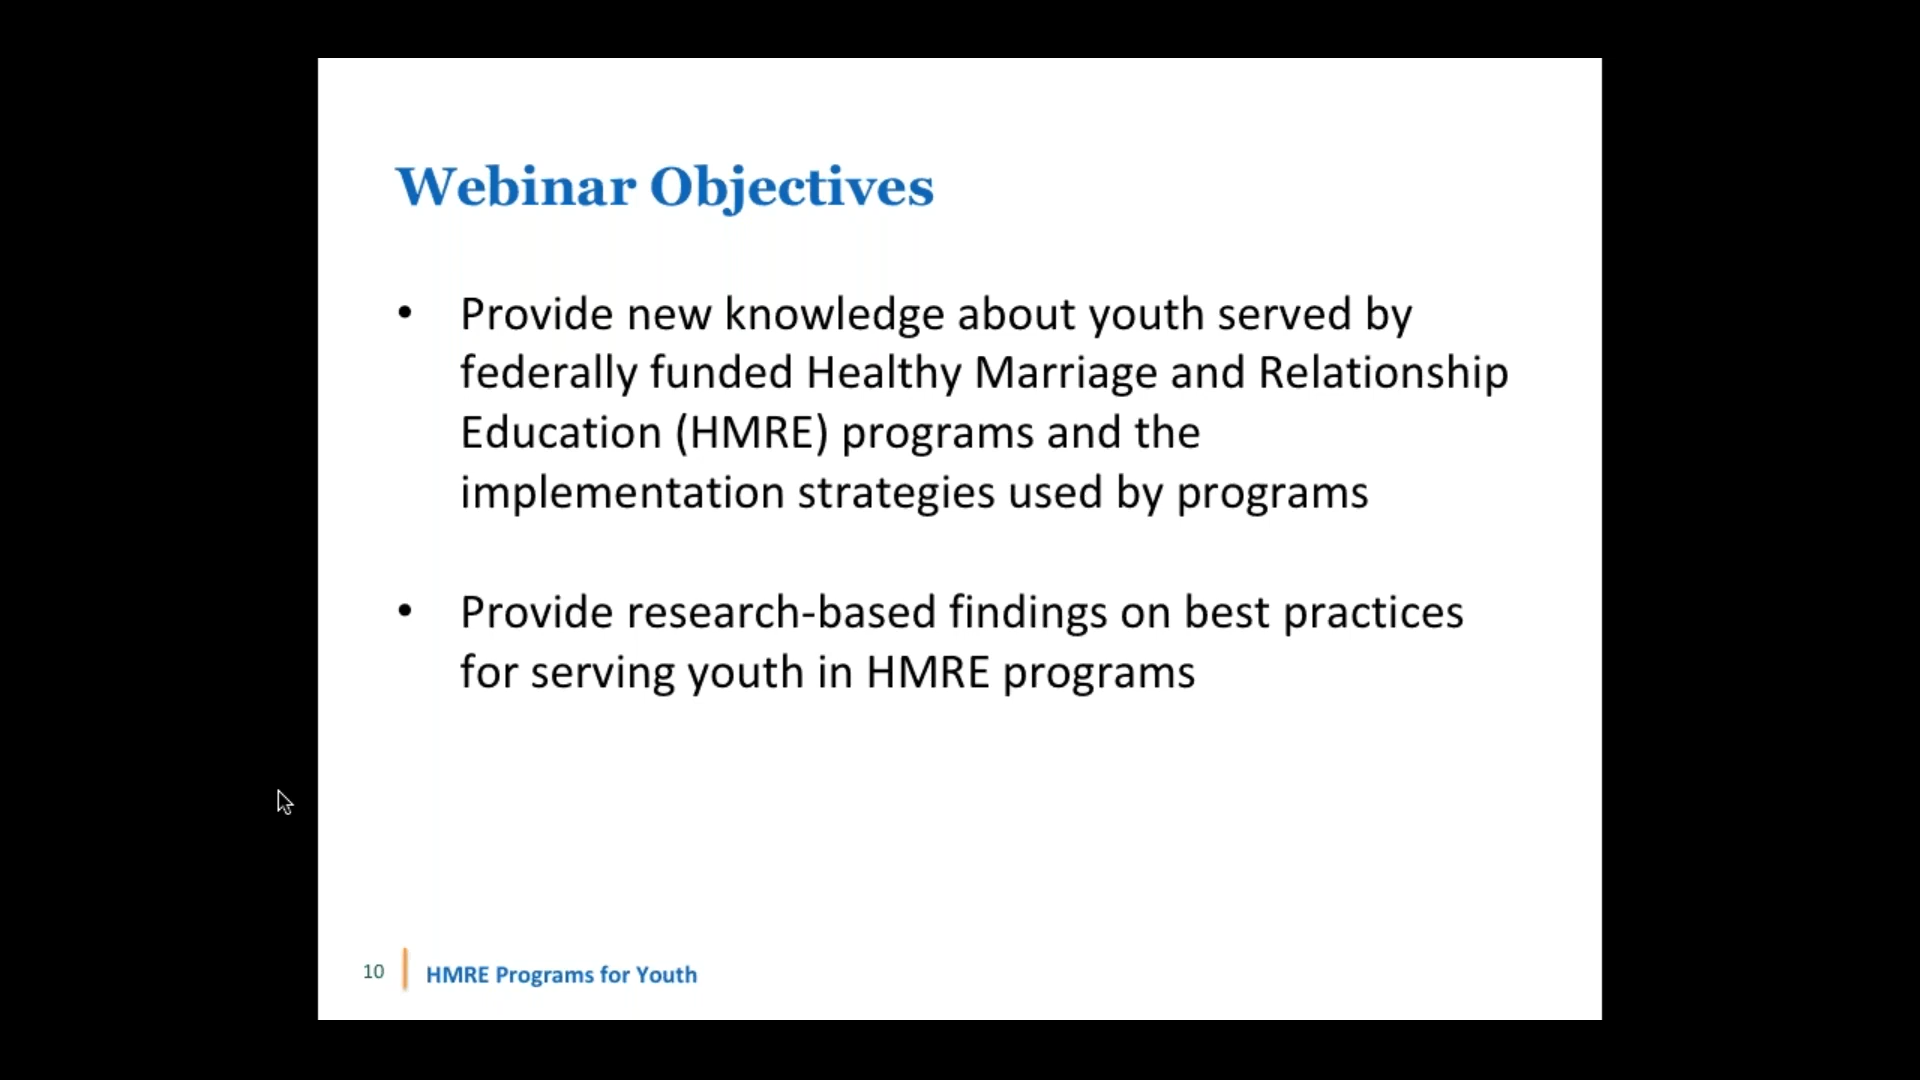 Webinar Objectives
• Provide new knowledge about youth served by
federally funded Healthy Marriage and Relationship
Education (HMRE) programs and the
implementation strategies used by programs
• Provide research-based findings on best practices
for serving youth in HMRE programs
10 HMRE Programs for Youth